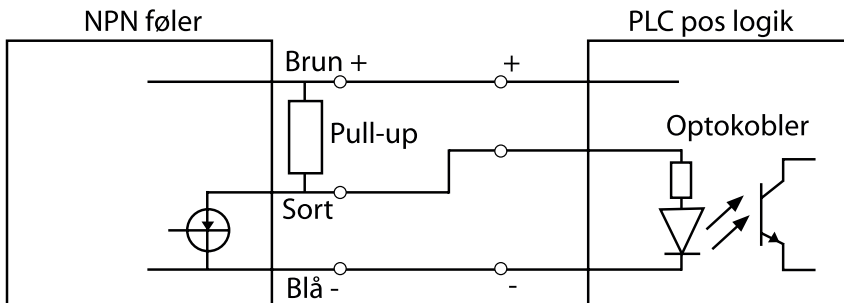 NPN føler
PLC pos logik
Brun +
+
Pull-up
Optokobler
Sort
Blå -
-